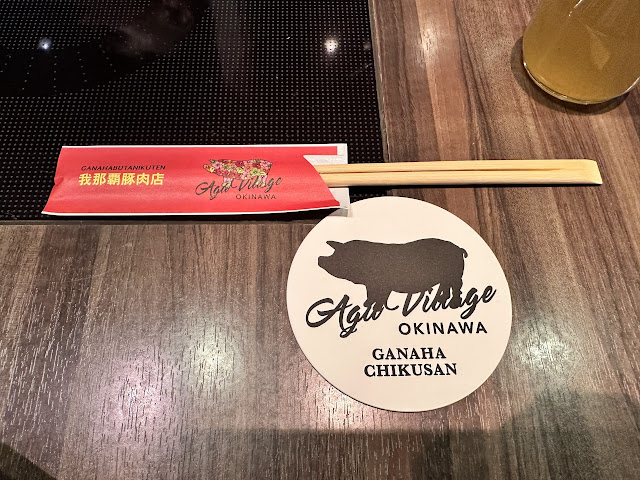 GANAHABUTANIKUTEN
我那覇豚肉店
Agu Village
OKINAWA
Agu Village
OKINAWA
GANAHA
CHIKUSAN